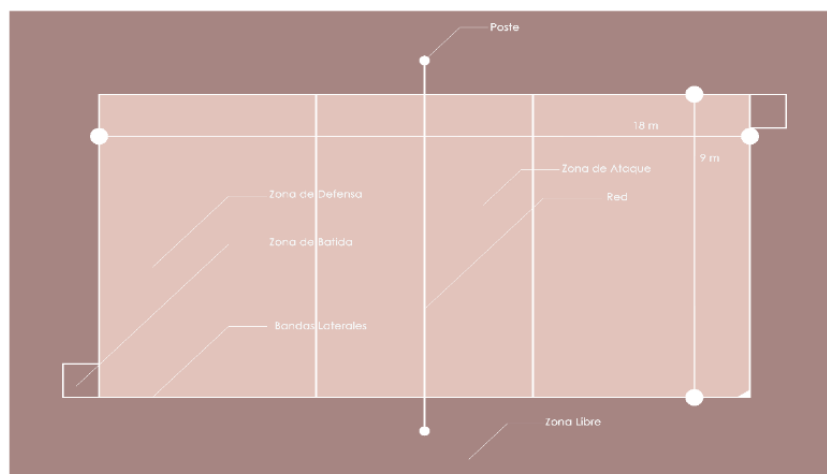 Poste
18 m
9 m
Zona de Ataque
Zona de Defensa
Red
Zona de Batida
Bandas Laterales
Zona Libre